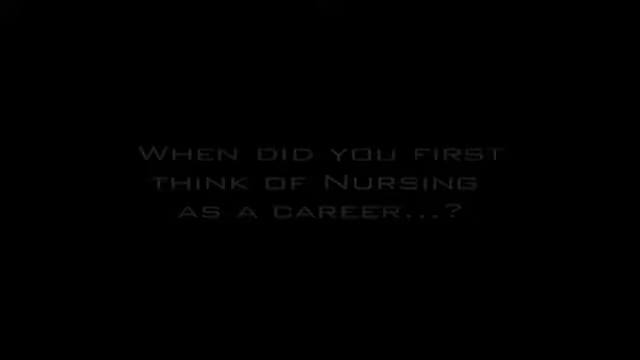 When did you first
think of Nursing
as a career...?